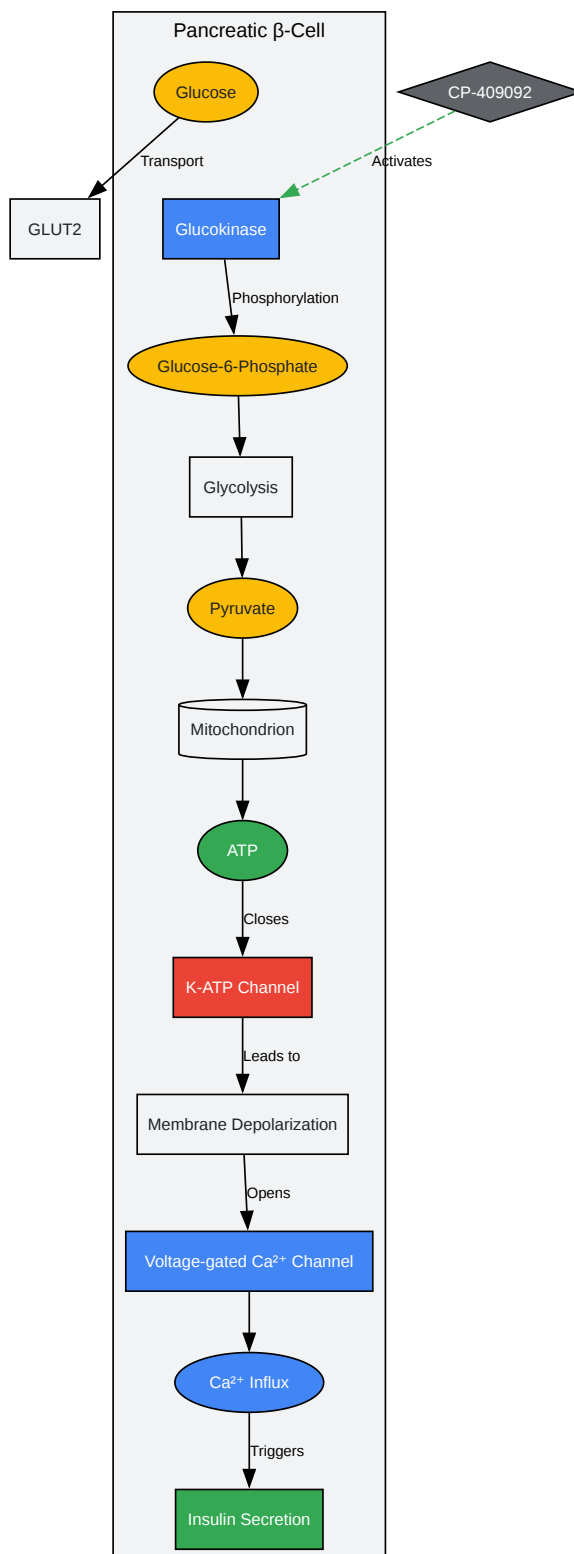 Pancreatic β-Cell
Glucose
CP-409092
Transport
Activates
GLUT2
Glucokinase
Phosphorylation
Glucose-6-Phosphate
Glycolysis
Pyruvate
Mitochondrion
ATP
Closes
K-ATP Channel
Leads to
Membrane Depolarization
Opens
Voltage-gated Ca²⁺ Channel
Ca²⁺ Influx
Triggers
Insulin Secretion